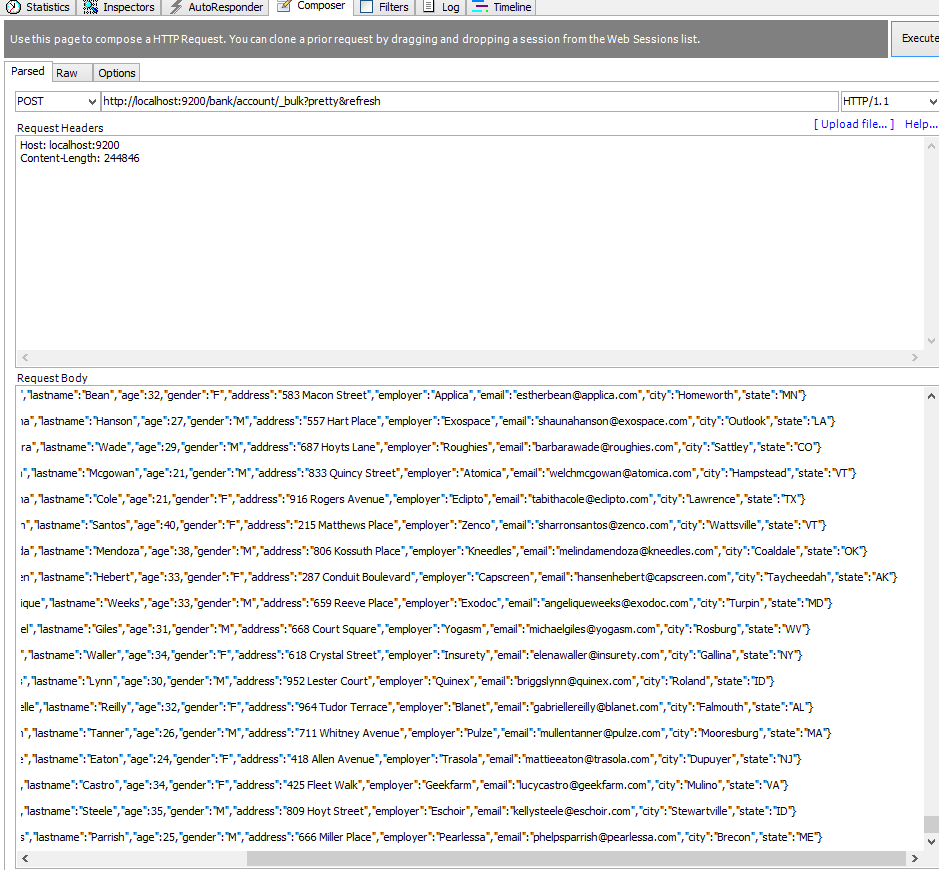 Statistics Inspectors AutoResponder Composer Filters Log Timeline
Use this page to compose a HTTP Request. You can clone a prior request by dragging and dropping a session from the Web Sessions list.
Execute
Parsed Raw Options
POST http://localhost:9200/bank/account/_bulk?pretty&refresh HTTP/1.1
Request Headers [ Upload file... ] Help...
Host: localhost:9200
Content-Length: 244846
Request Body
","lastname":"Bean","age":32,"gender":"F","address":"583 Macon Street","employer":"Applica","email":"estherbean@applica.com","city":"Homeworth","state":"MN"}
na","lastname":"Hanson","age":27,"gender":"M","address":"557 Hart Place","employer":"Exospace","email":"shaunahanson@exospace.com","city":"Outlook","state":"LA"}
ra","lastname":"Wade","age":29,"gender":"M","address":"687 Hoyts Lane","employer":"Roughies","email":"barbarawade@roughies.com","city":"Sattley","state":"CO"}
","lastname":"Mcgowan","age":21,"gender":"M","address":"833 Quincy Street","employer":"Atomica","email":"welchmcgowan@atomica.com","city":"Hampstead","state":"VT"}
na","lastname":"Cole","age":21,"gender":"F","address":"916 Rogers Avenue","employer":"Eclipto","email":"tabithacole@eclipto.com","city":"Lawrence","state":"TX"}
n","lastname":"Santos","age":40,"gender":"F","address":"215 Matthews Place","employer":"Zenco","email":"sharronsantos@zenco.com","city":"Wattsville","state":"VT"}
da","lastname":"Mendoza","age":38,"gender":"M","address":"806 Kossuth Place","employer":"Kneedles","email":"melindamendoza@kneedles.com","city":"Coaldale","state":"OK"}
en","lastname":"Hebert","age":33,"gender":"F","address":"287 Conduit Boulevard","employer":"Capscreen","email":"hansenhebert@capscreen.com","city":"Taycheedah","state":"AK"}
ique","lastname":"Weeks","age":33,"gender":"M","address":"659 Reeve Place","employer":"Exodoc","email":"angeliqueweeks@exodoc.com","city":"Turpin","state":"MD"}
el","lastname":"Giles","age":31,"gender":"M","address":"668 Court Square","employer":"Yogasm","email":"michaelgiles@yogasm.com","city":"Rosburg","state":"WV"}
","lastname":"Waller","age":34,"gender":"F","address":"618 Crystal Street","employer":"Insurety","email":"elenawaller@insurety.com","city":"Gallina","state":"NY"}
s","lastname":"Lynn","age":30,"gender":"M","address":"952 Lester Court","employer":"Quinex","email":"briggslynn@quinex.com","city":"Roland","state":"ID"}
elle","lastname":"Reilly","age":32,"gender":"F","address":"964 Tudor Terrace","employer":"Blanet","email":"gabriellereilly@blanet.com","city":"Falmouth","state":"AL"}
n","lastname":"Tanner","age":26,"gender":"M","address":"711 Whitney Avenue","employer":"Pulze","email":"mullentanner@pulze.com","city":"Mooresburg","state":"MA"}
e","lastname":"Eaton","age":24,"gender":"F","address":"418 Allen Avenue","employer":"Trasola","email":"mattieeaton@trasola.com","city":"Dupuyer","state":"NJ"}
","lastname":"Castro","age":34,"gender":"F","address":"425 Fleet Walk","employer":"Geekfarm","email":"lucycastro@geekfarm.com","city":"Mulino","state":"VA"}
","lastname":"Steele","age":35,"gender":"M","address":"809 Hoyt Street","employer":"Eschoir","email":"kellysteele@eschoir.com","city":"Stewartville","state":"ID"}
s","lastname":"Parrish","age":25,"gender":"M","address":"666 Miller Place","employer":"Pearlessa","email":"phelpsparrish@pearlessa.com","city":"Brecon","state":"ME"}